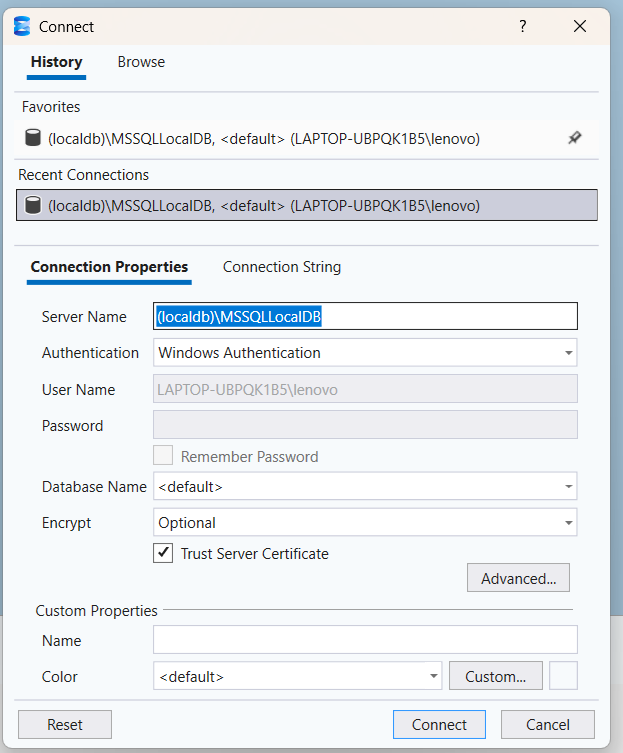 Connect ?
History Browse
Favorites
(localdb)\MSSQLLocalDB, <default> (LAPTOP-UBPQK1B5\lenovo)
Recent Connections
(localdb)\MSSQLLocalDB, <default> (LAPTOP-UBPQK1B5\lenovo)
Connection Properties Connection String
Server Name (localdb)\MSSQLLocalDB
Authentication Windows Authentication
User Name LAPTOP-UBPQK1B5\lenovo
Password
Remember Password
Database Name <default>
Encrypt Optional
Trust Server Certificate
Advanced...
Custom Properties
Name
Color <default> Custom...
Reset Connect Cancel